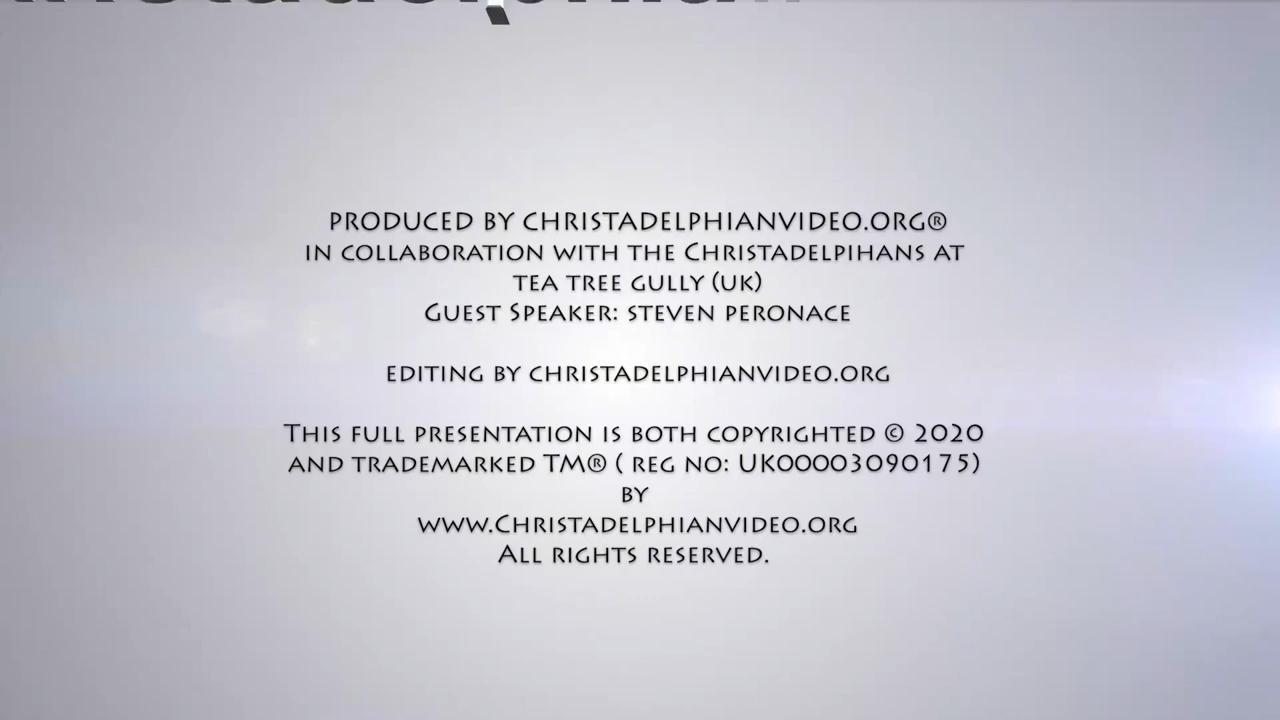 PRODUCED BY CHRISTADELPHIANVIDEO.ORG®
IN COLLABORATION WITH THE CHRISTADELPIHANS AT
TEA TREE GULLY (UK)
GUEST SPEAKER: STEVEN PERONACE
EDITING BY CHRISTADELPHIANVIDEO.ORG
THIS FULL PRESENTATION IS BOTH COPYRIGHTED © 2020
AND TRADEMARKED TM® ( REG NO: UK00003090175)
BY
WWW.CHRISTADELPHIANVIDEO.ORG
ALL RIGHTS RESERVED.